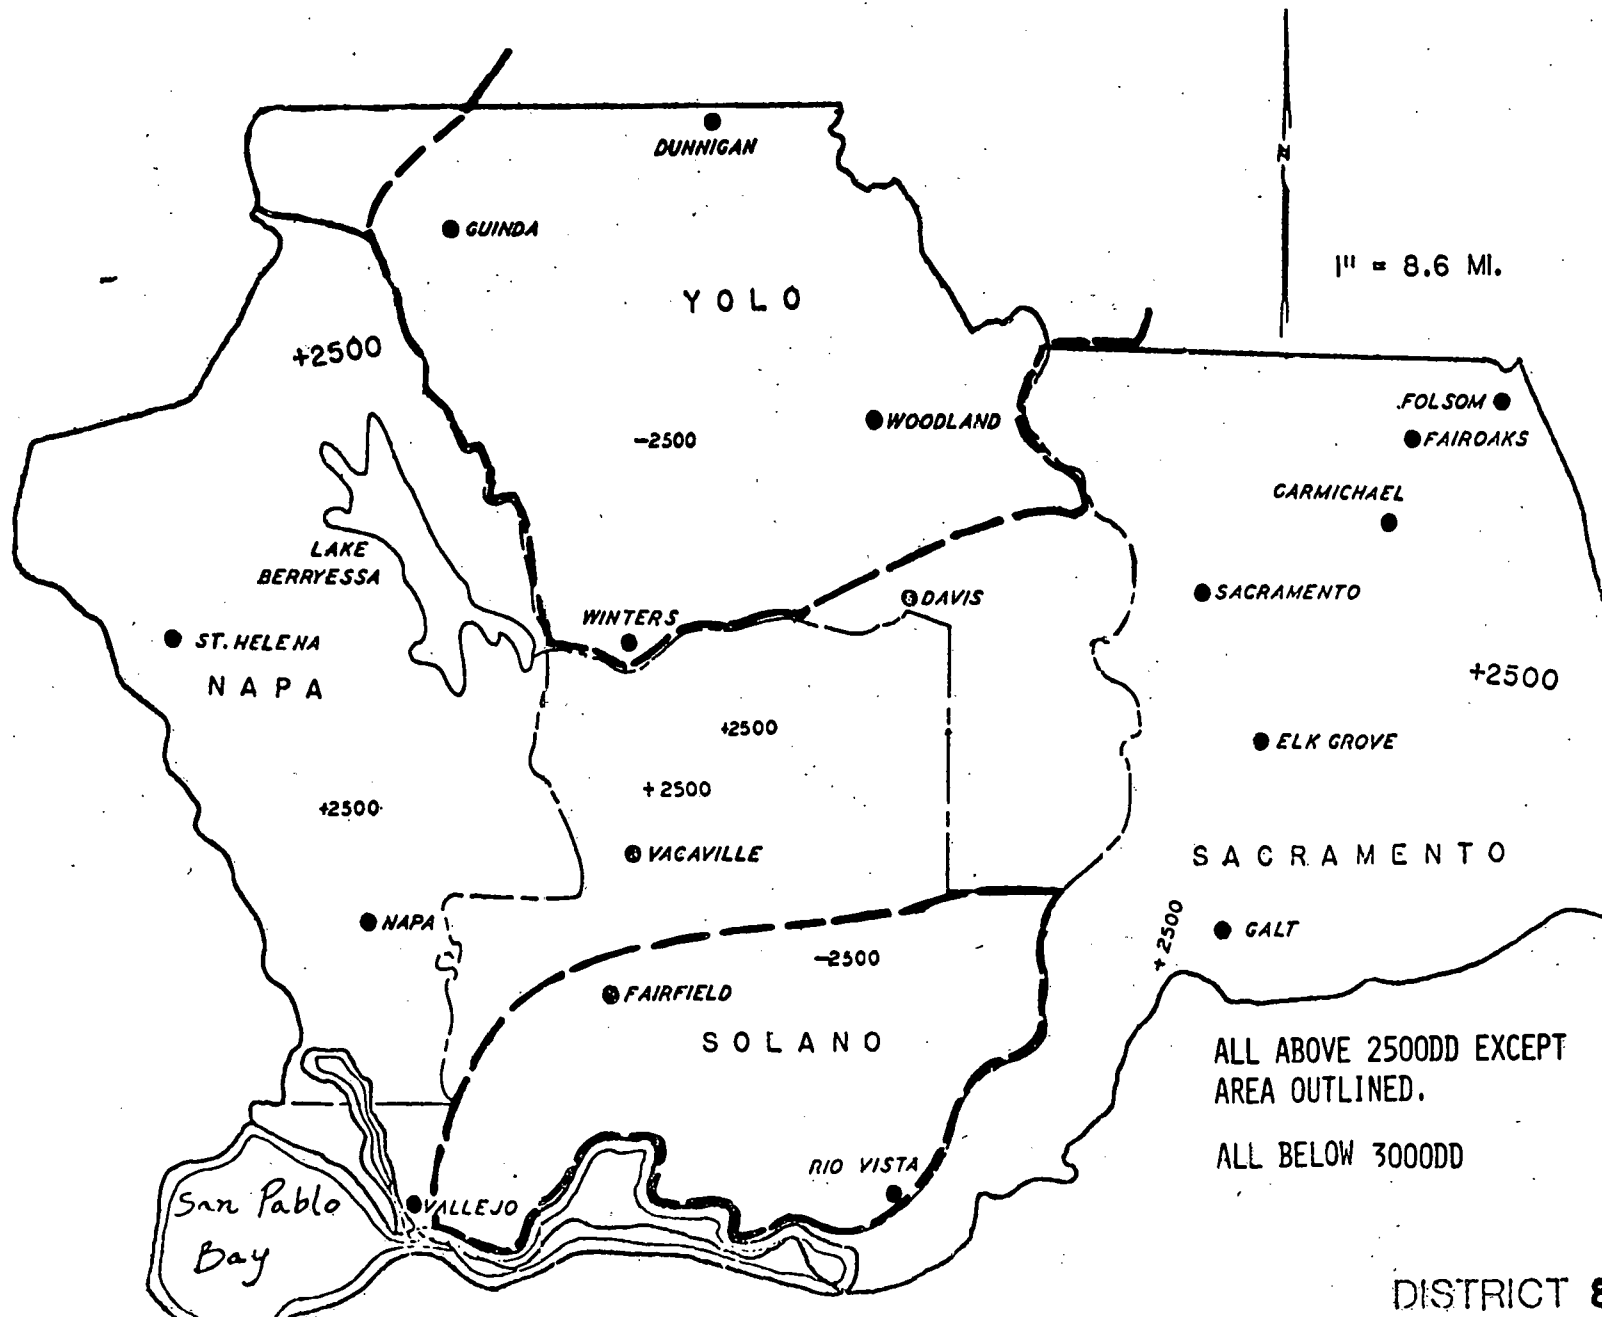 DUNNIGAN
N
GUINDA
1" = 8.6 MI.
YOLO
+2500
FOLSOM
WOODLAND
FAIROAKS
-2500
CARMICHAEL
LAKE
BERRYESSA
SACRAMENTO
DAVIS
WINTERS
ST. HELENA
NAPA
+2500
+2500
ELK GROVE
+2500
+2500
VACAVILLE
SACRAMENTO
NAPA
+2500
GALT
-2500
FAIRFIELD
SOLANO
ALL ABOVE 2500DD EXCEPT
AREA OUTLINED.
ALL BELOW 3000DD
RIO VISTA
San Pablo
Bay
VALLEJO
DISTRICT